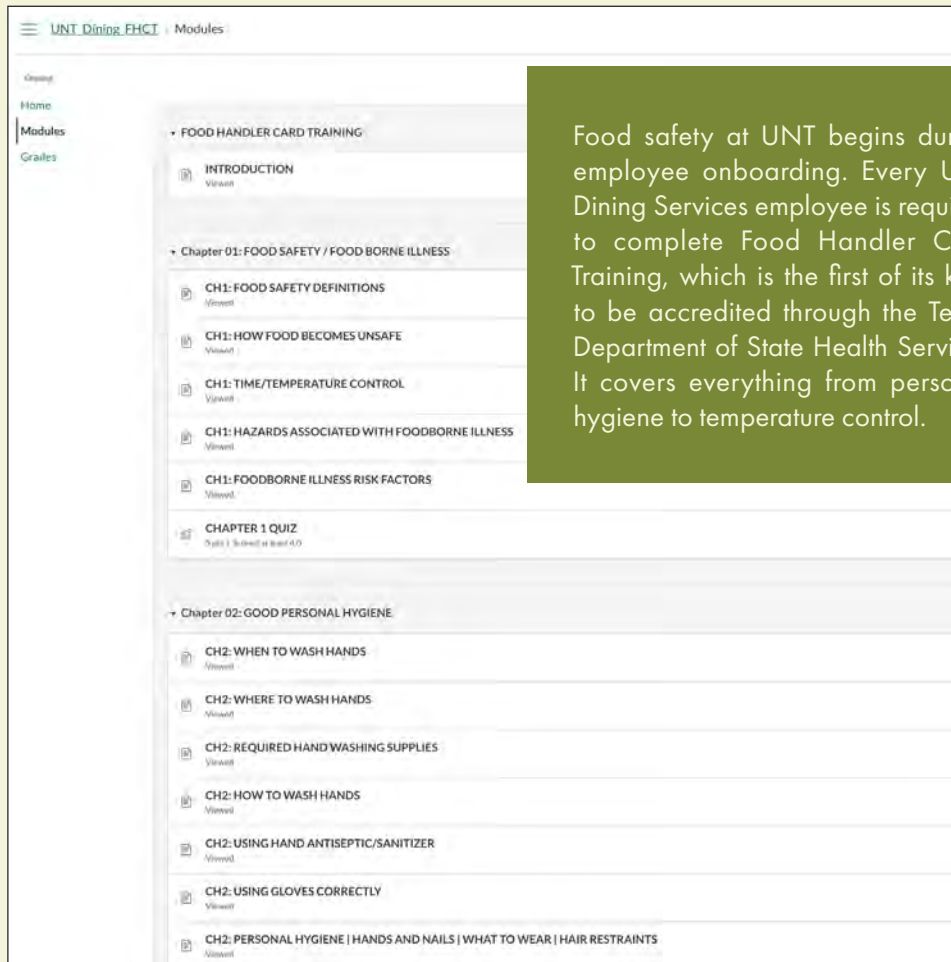 UNT Dining FHCT › Modules
Home
Modules
Grades
FOOD HANDLER CARD TRAINING
INTRODUCTION
Viewed
Chapter 01: FOOD SAFETY / FOOD BORNE ILLNESS
CH1: FOOD SAFETY DEFINITIONS
Viewed
CH1: HOW FOOD BECOMES UNSAFE
Viewed
CH1: TIME/TEMPERATURE CONTROL
Viewed
CH1: HAZARDS ASSOCIATED WITH FOODBORNE ILLNESS
Viewed
CH1: FOODBORNE ILLNESS RISK FACTORS
Viewed
CHAPTER 1 QUIZ
Chapter 02: GOOD PERSONAL HYGIENE
CH2: WHEN TO WASH HANDS
Viewed
CH2: WHERE TO WASH HANDS
Viewed
CH2: REQUIRED HAND WASHING SUPPLIES
Viewed
CH2: HOW TO WASH HANDS
Viewed
CH2: USING HAND ANTISEPTIC/SANITIZER
Viewed
CH2: USING GLOVES CORRECTLY
Viewed
CH2: PERSONAL HYGIENE | HANDS AND NAILS | WHAT TO WEAR | HAIR RESTRAINTS
Viewed
Food safety at UNT begins
employee onboarding. Every
Dining Services employee is
to complete Food Handler
Training, which is the first of its
to be accredited through the
Department of State Health
It covers everything from
hygiene to temperature control.